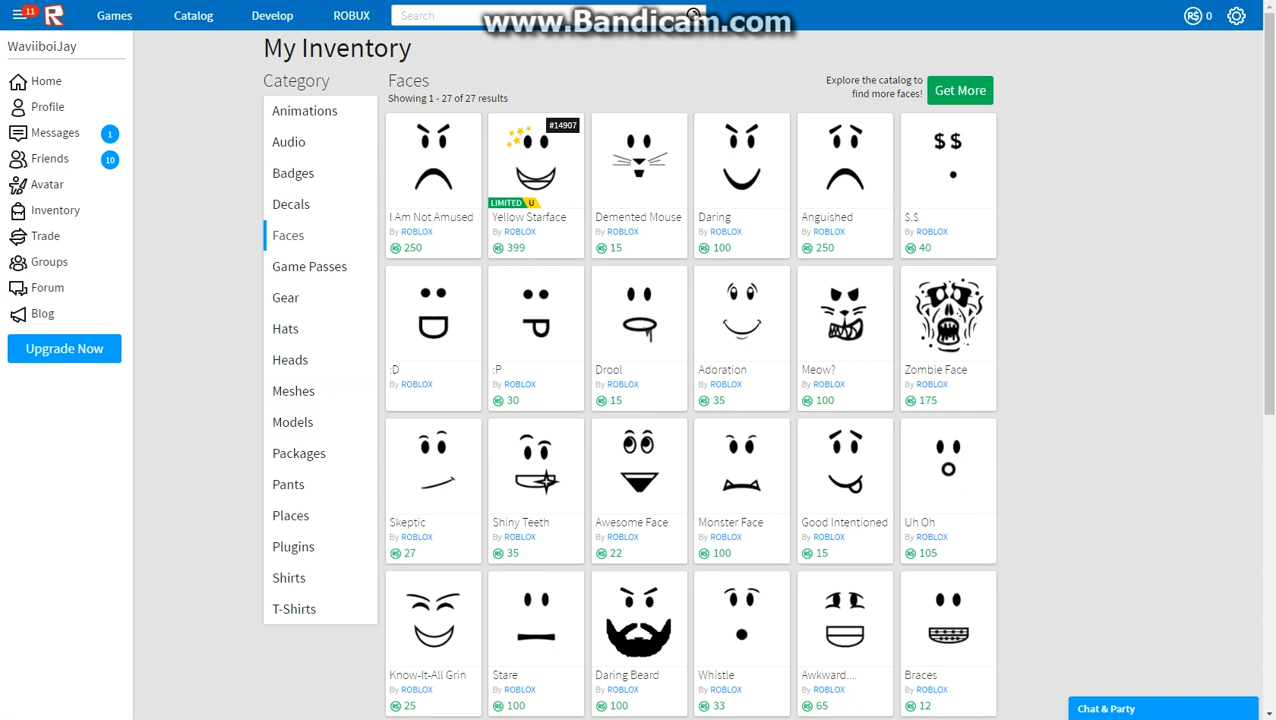 www.Bandicam.com
11
Games
Catalog
Develop
ROBUX
Search
R$ 0
WaviiboiJay
Home
Profile
Messages 1
Friends 10
Avatar
Inventory
Trade
Groups
Forum
Blog
Upgrade Now
My Inventory
Category
Animations
Audio
Badges
Decals
Faces
Game Passes
Gear
Hats
Heads
Meshes
Models
Packages
Pants
Places
Plugins
Shirts
T-Shirts
Faces
Showing 1 - 27 of 27 results
Explore the catalog to
find more faces!
Get More
I Am Not Amused
By ROBLOX
R$ 250
#14907
LIMITED U
Yellow Starface
By ROBLOX
R$ 399
Demented Mouse
By ROBLOX
R$ 15
Daring
By ROBLOX
R$ 100
Anguished
By ROBLOX
R$ 250
$ $
$.$
By ROBLOX
R$ 40
:D
By ROBLOX
:P
By ROBLOX
R$ 30
Drool
By ROBLOX
R$ 15
Adoration
By ROBLOX
R$ 35
Meow?
By ROBLOX
R$ 100
Zombie Face
By ROBLOX
R$ 175
Skeptic
By ROBLOX
R$ 27
Shiny Teeth
By ROBLOX
R$ 35
Awesome Face
By ROBLOX
R$ 22
Monster Face
By ROBLOX
R$ 100
Good Intentioned
By ROBLOX
R$ 15
Uh Oh
By ROBLOX
R$ 105
Know-It-All Grin
By ROBLOX
R$ 25
Stare
By ROBLOX
R$ 100
Daring Beard
By ROBLOX
R$ 100
Whistle
By ROBLOX
R$ 33
Awkward....
By ROBLOX
R$ 65
Braces
By ROBLOX
R$ 12
Chat & Party